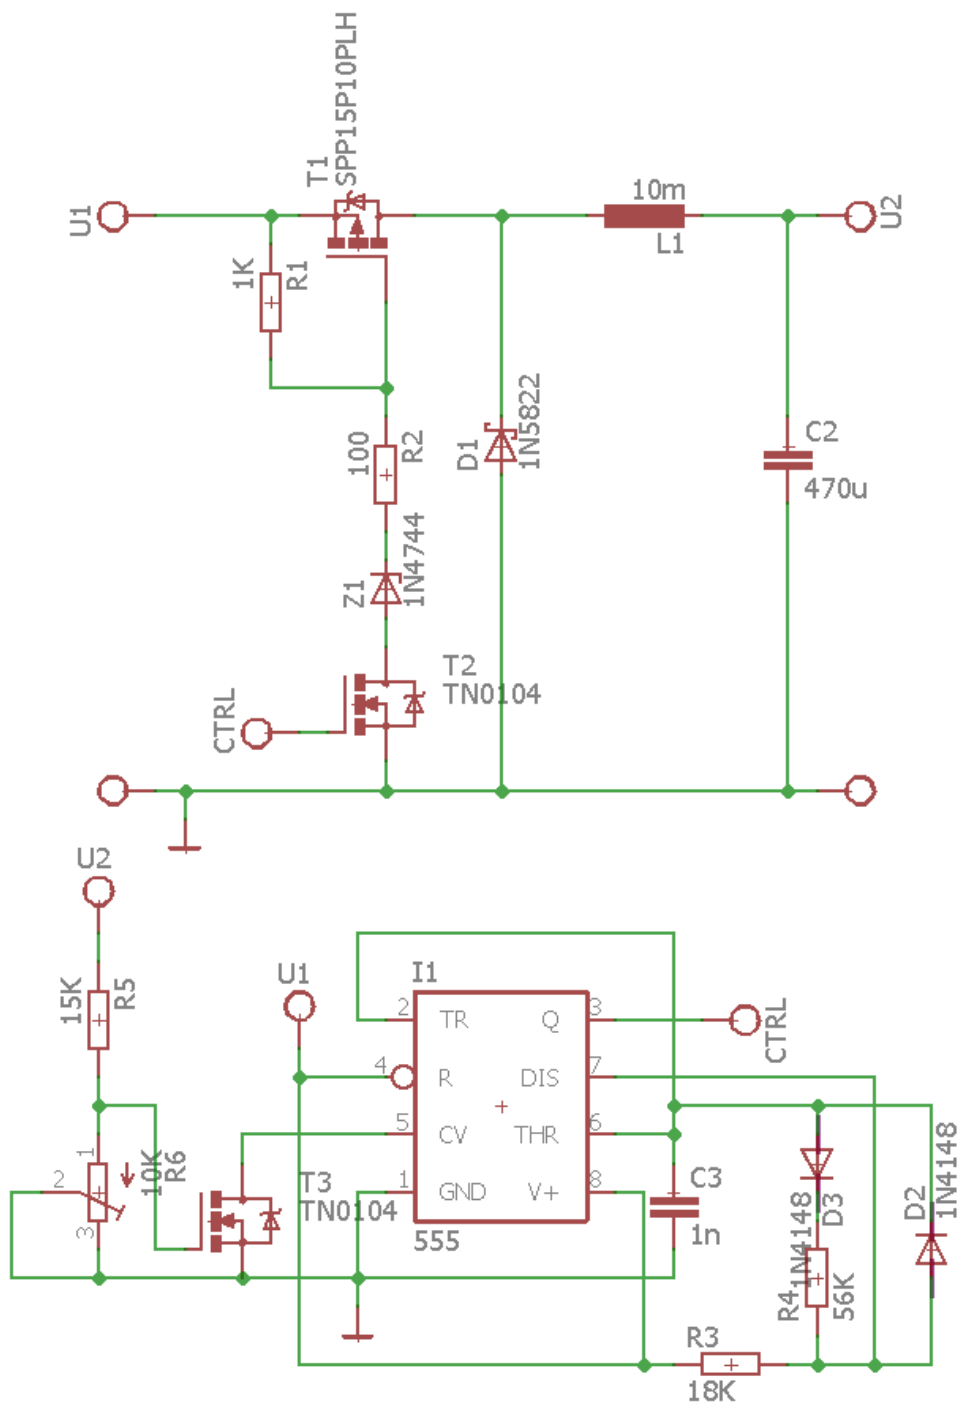 SPP15P10PLH
T1
U1
10m
L1
U2
1K
R1
100
R2
D1
1N5822
C2
470u
Z1
1N4744
T2
TN0104
CTRL
U2
15K
R5
U1
I1
2
TR
Q
3
CTRL
4
R
DIS
7
5
CV
THR
6
1
GND
V+
8
555
1
2
3
10K
R6
T3
TN0104
C3
1n
1N4148
D3
D2
1N4148
R4
56K
R3
18K